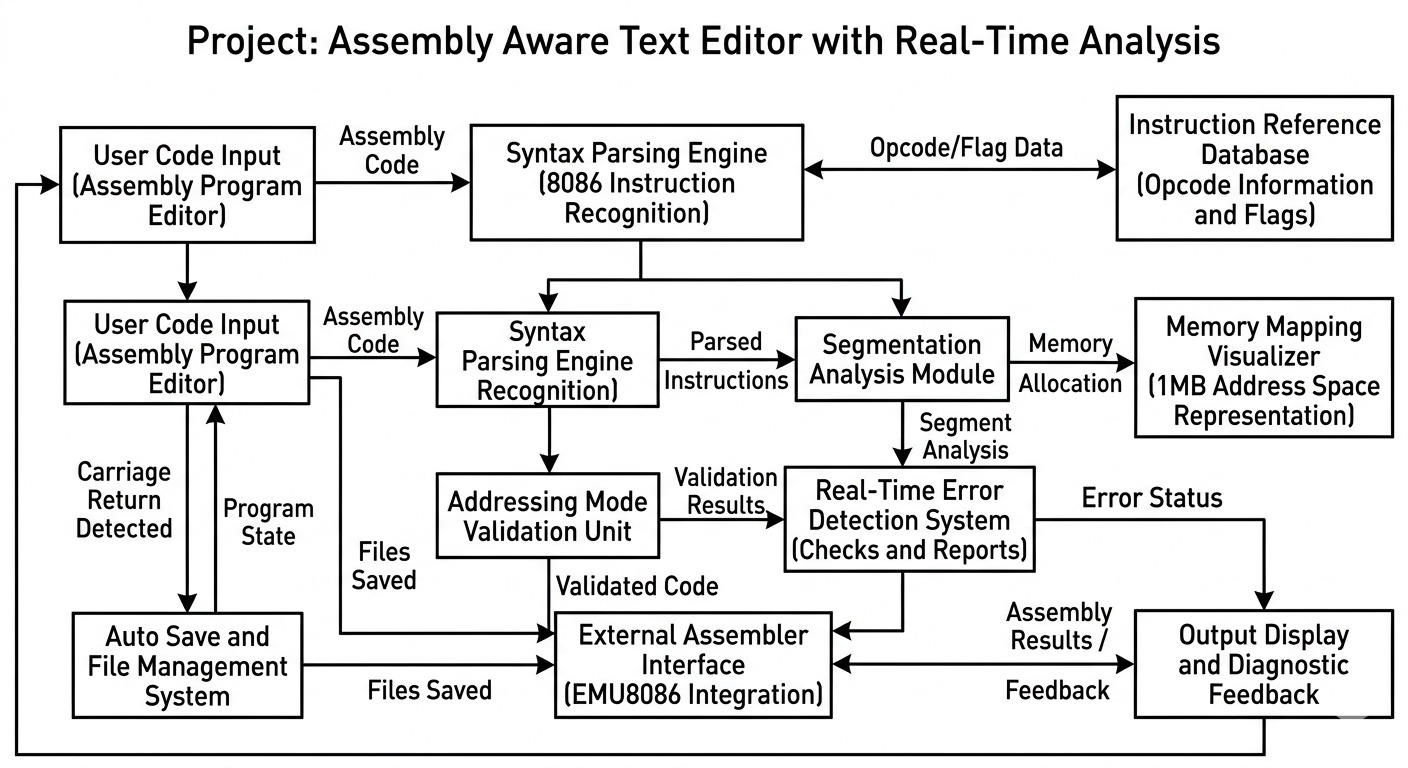 Project: Assembly Aware Text Editor with Real-Time Analysis
User Code Input
(Assembly Program
Editor)
Assembly
Code
Syntax Parsing Engine
(8086 Instruction
Recognition)
Opcode/Flag Data
Instruction Reference
Database
(Opcode Information
and Flags)
User Code Input
(Assembly Program
Editor)
Assembly
Code
Syntax
Parsing Engine
Recognition)
Parsed
Instructions
Segmentation
Analysis Module
Memory
Allocation
Memory Mapping
Visualizer
(1MB Address Space
Representation)
Segment
Analysis
Carriage
Return
Detected
Program
State
Files
Saved
Addressing Mode
Validation Unit
Validation
Results
Real-Time Error
Detection System
(Checks and Reports)
Error Status
Validated Code
Auto Save and
File Management
System
Files Saved
External Assembler
Interface
(EMU8086 Integration)
Assembly
Results /
Feedback
Output Display
and Diagnostic
Feedback